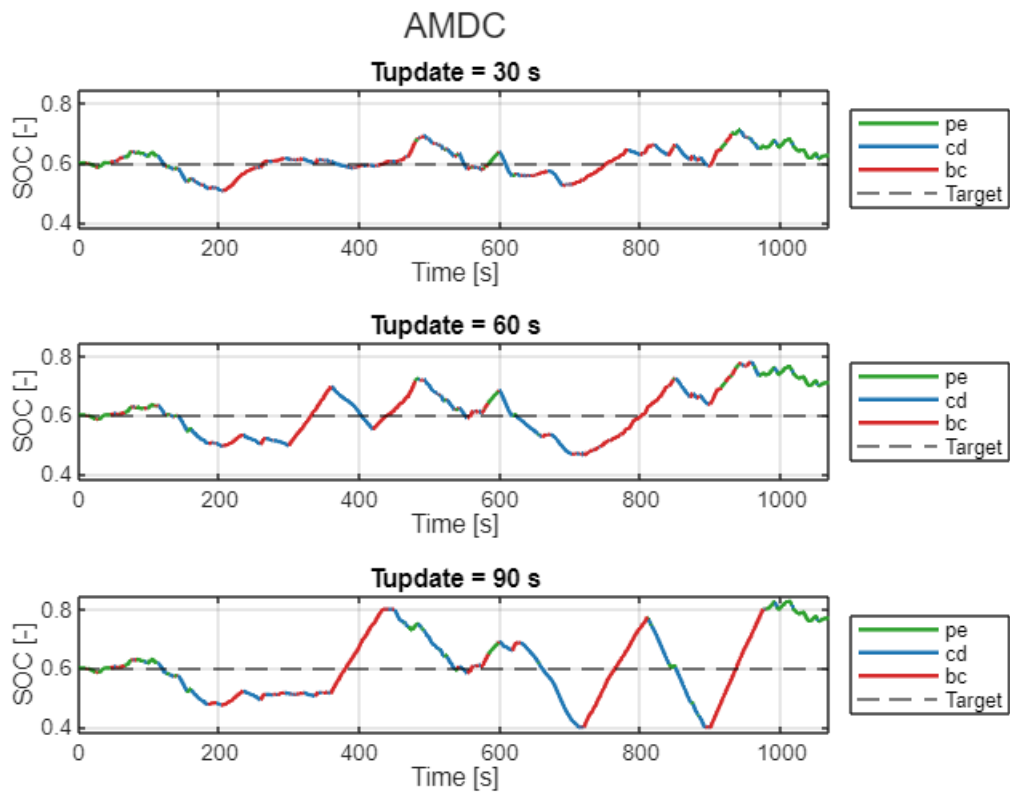 AMDC
Tupdate = 30 s
SOC [-]
0.8
0.6
0.4
0 200 400 600 800 1000
Time [s]
pe
cd
bc
Target
Tupdate = 60 s
SOC [-]
0.8
0.6
0.4
0 200 400 600 800 1000
Time [s]
pe
cd
bc
Target
Tupdate = 90 s
SOC [-]
0.8
0.6
0.4
0 200 400 600 800 1000
Time [s]
pe
cd
bc
Target